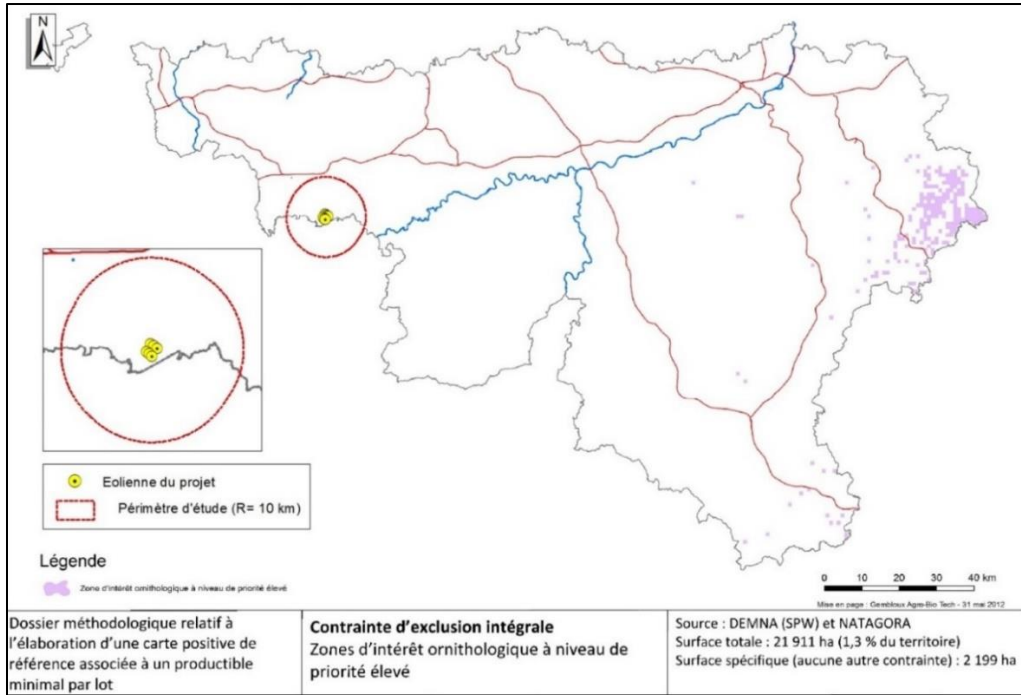 N
Eolienne du projet
Périmètre d'étude (R= 10 km)
Légende
Zone d'intérêt ornithologique à niveau de priorité élevé
0 10 20 30 40 km
Mise en page : Gembloux Agro-Bio Tech - 31 mai 2012
Dossier méthodologique relatif à
l'élaboration d'une carte positive de
référence associée à un productible
minimal par lot
Contrainte d'exclusion intégrale
Zones d'intérêt ornithologique à niveau de
priorité élevé
Source : DEMNA (SPW) et NATAGORA
Surface totale : 21 911 ha (1,3 % du territoire)
Surface spécifique (aucune autre contrainte) : 2 199 ha